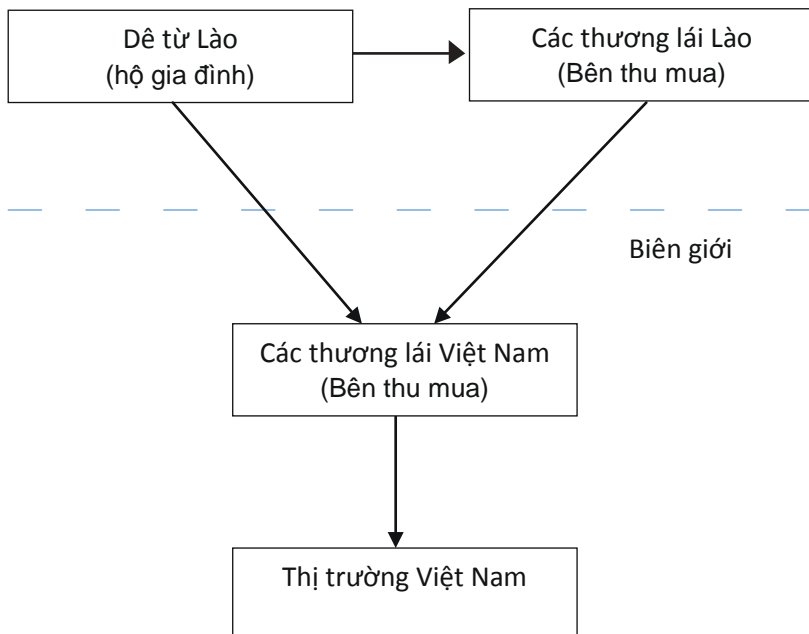 Dê từ Lào
(hộ gia đình)
Các thương lái Lào
(Bên thu mua)
Biên giới
Các thương lái Việt Nam
(Bên thu mua)
Thị trường Việt Nam